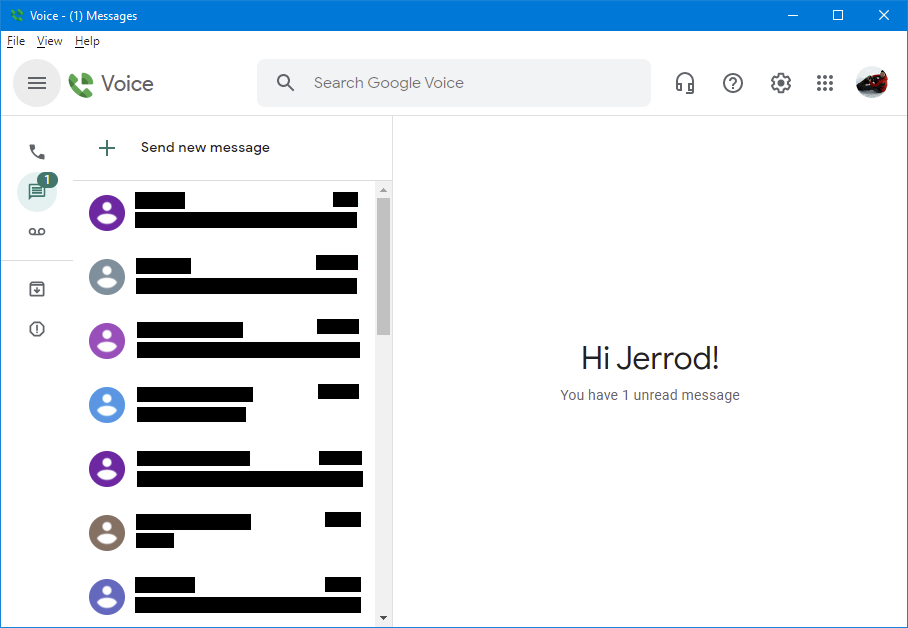 Voice - (1) Messages
File View Help
Voice
Search Google Voice
1
Send new message
Hi Jerrod!
You have 1 unread message